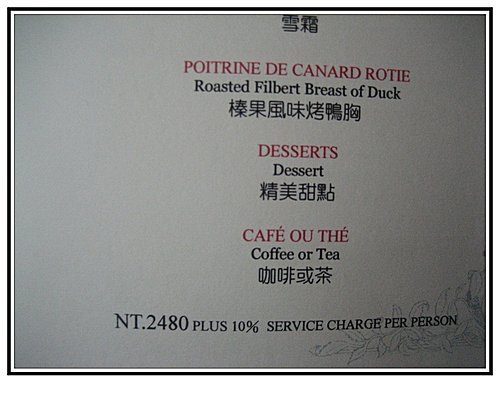 雪霜
POITRINE DE CANARD ROTIE
Roasted Filbert Breast of Duck
榛果風味烤鴨胸
DESSERTS
Dessert
精美甜點
CAFÉ OU THÉ
Coffee or Tea
咖啡或茶
NT.2480 PLUS 10% SERVICE CHARGE PER PERSON